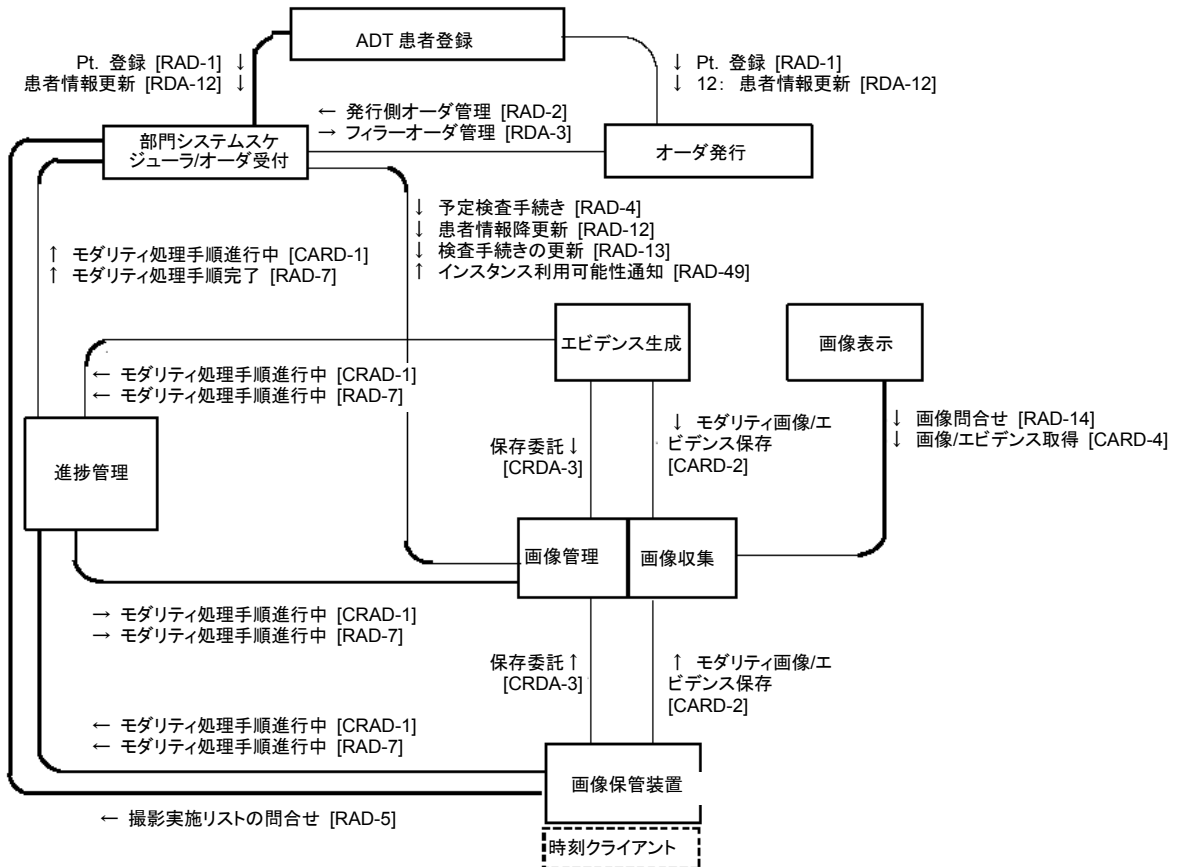 ADT 患者登録
Pt. 登録 [RAD-1] ↓
患者情報更新 [RDA-12] ↓
↓ Pt. 登録 [RAD-1]
↓ 12: 患者情報更新 [RDA-12]
← 発行側オーダ管理 [RAD-2]
→ フィラーオーダ管理 [RDA-3]
部門システムスケ
ジューラ/オーダ受付
オーダ発行
↓ 予定検査手続き [RAD-4]
↓ 患者情報降更新 [RAD-12]
↓ 検査手続きの更新 [RAD-13]
↑ インスタンス利用可能性通知 [RAD-49]
↑ モダリティ処理手順進行中 [CARD-1]
↑ モダリティ処理手順完了 [RAD-7]
エビデンス生成
画像表示
← モダリティ処理手順進行中 [CRAD-1]
← モダリティ処理手順進行中 [RAD-7]
↓ 画像問合せ [RAD-14]
↓ 画像/エビデンス取得 [CARD-4]
保存委託↓
[CRDA-3]
↓ モダリティ画像/エ
ビデンス保存
[CARD-2]
進捗管理
画像管理
画像収集
→ モダリティ処理手順進行中 [CRAD-1]
→ モダリティ処理手順進行中 [RAD-7]
保存委託↑
[CRDA-3]
↑ モダリティ画像/エ
ビデンス保存
[CARD-2]
← モダリティ処理手順進行中 [CRAD-1]
← モダリティ処理手順進行中 [RAD-7]
画像保管装置
← 撮影実施リストの問合せ [RAD-5]
時刻クライアント